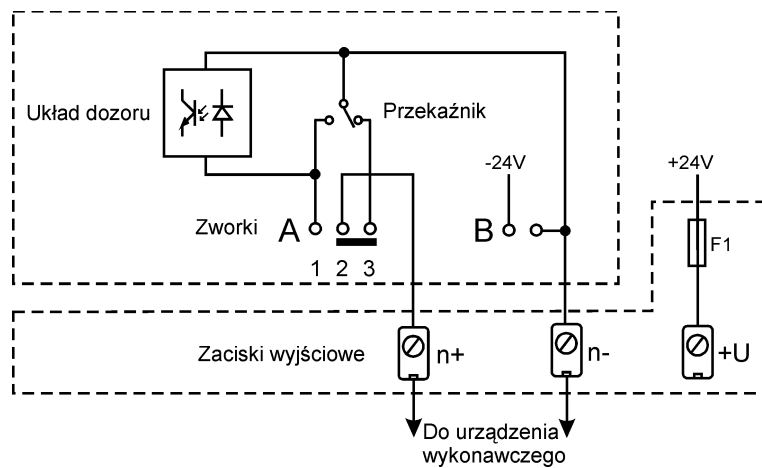 Układ dozoru
Przekaźnik
-24V
+24V
Zworki
A
B
F1
1 2 3
Zaciski wyjściowe
n+
n-
+U
Do urządzenia
wykonawczego